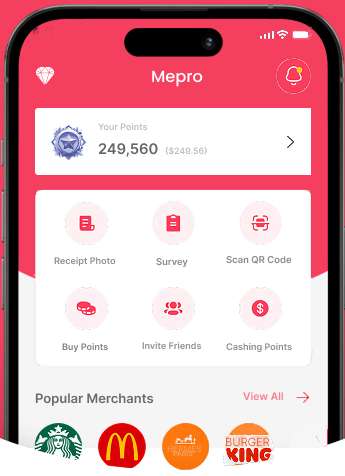 Mepro
Your Points
249,560 ($249.56)
Receipt Photo
Survey
Scan QR Code
Buy Points
Invite Friends
Cashing Points
Popular Merchants
View All
HERMES
PARIS
BURGER
KING